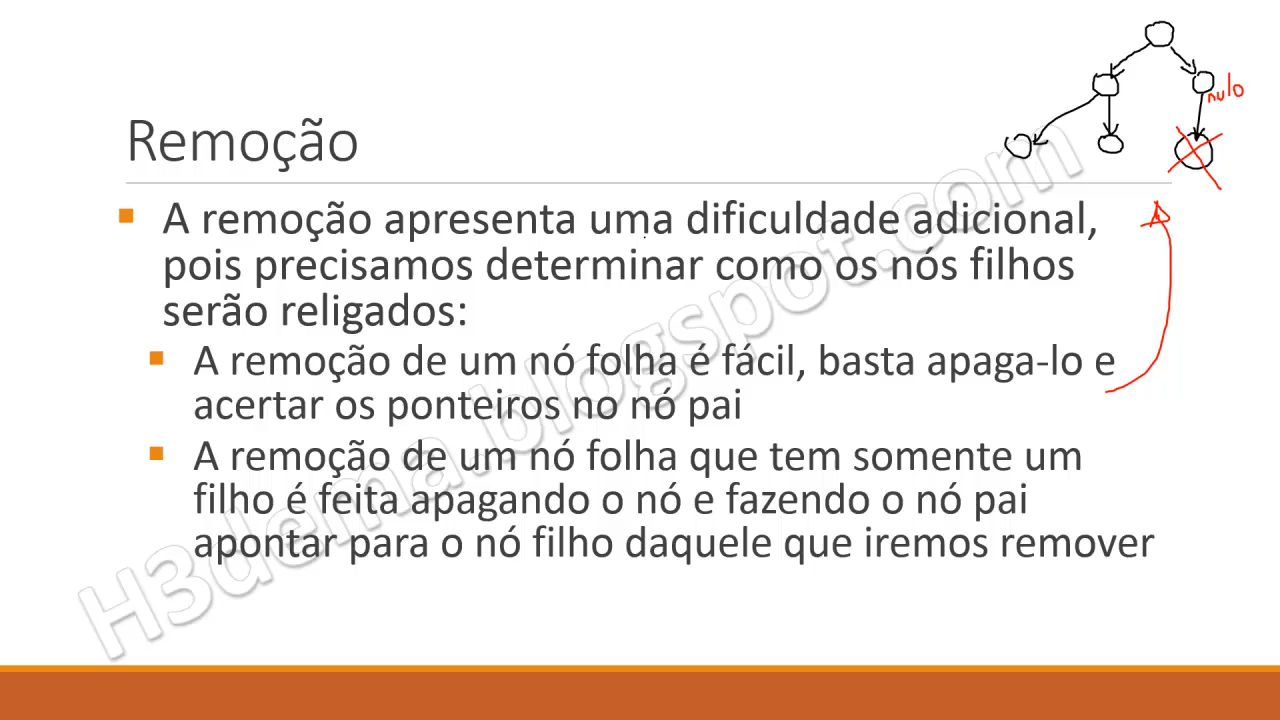 nulo
Remoção
A remoção apresenta uma dificuldade adicional,
pois precisamos determinar como os nós filhos
serão religados:
A remoção de um nó folha é fácil, basta apaga-lo e
acertar os ponteiros no nó pai
A remoção de um nó folha que tem somente um
filho é feita apagando o nó e fazendo o nó pai
apontar para o nó filho daquele que iremos remover
H3dema.blogspot.com